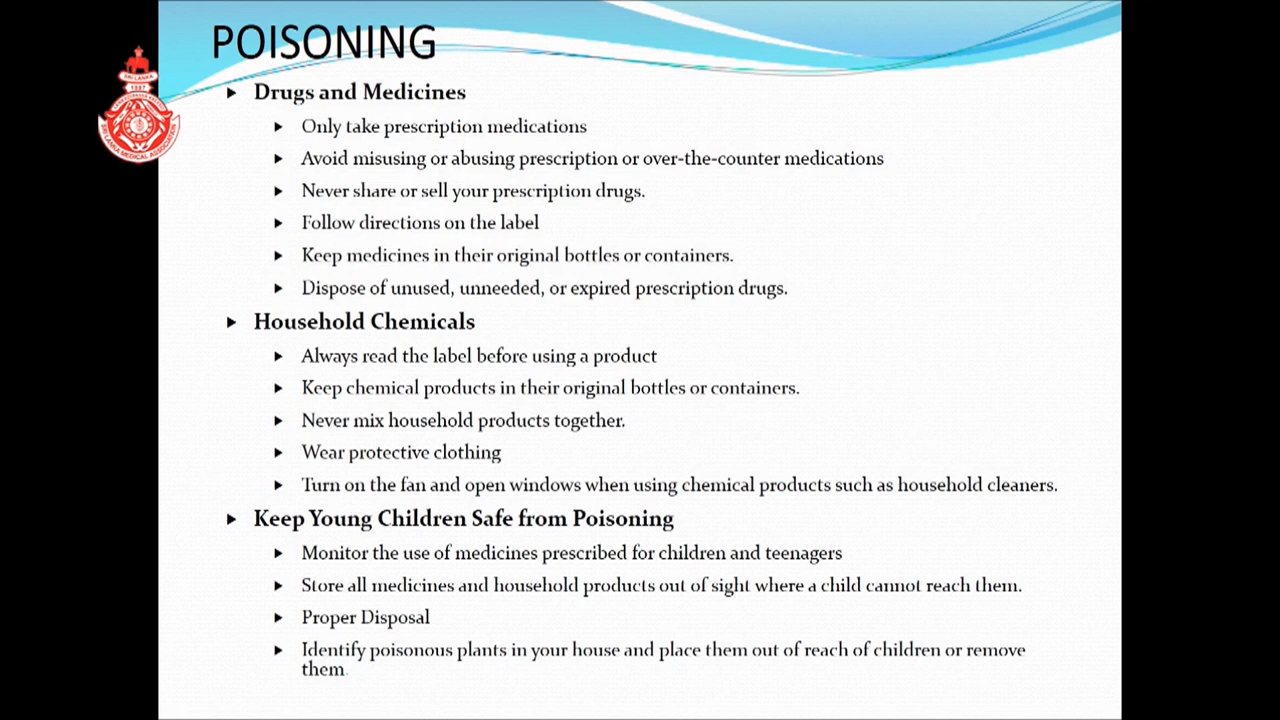 POISONING
SRI LANKA
1887
SRI LANKA MEDICAL ASSOCIATION
Drugs and Medicines
Only take prescription medications
Avoid misusing or abusing prescription or over-the-counter medications
Never share or sell your prescription drugs.
Follow directions on the label
Keep medicines in their original bottles or containers.
Dispose of unused, unneeded, or expired prescription drugs.
Household Chemicals
Always read the label before using a product
Keep chemical products in their original bottles or containers.
Never mix household products together.
Wear protective clothing
Turn on the fan and open windows when using chemical products such as household cleaners.
Keep Young Children Safe from Poisoning
Monitor the use of medicines prescribed for children and teenagers
Store all medicines and household products out of sight where a child cannot reach them.
Proper Disposal
Identify poisonous plants in your house and place them out of reach of children or remove
them.